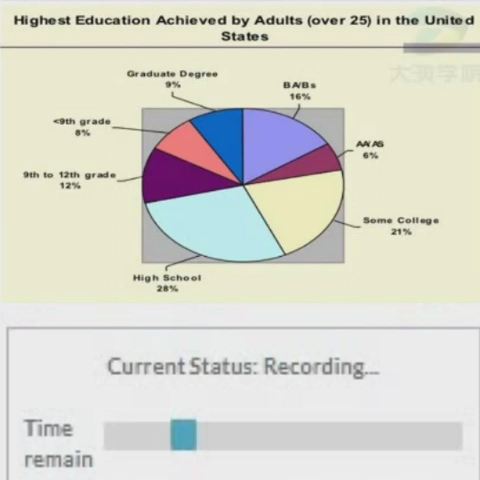 Highest Education Achieved by Adults (over 25) in the United
States
Graduate Degree
9%
BA/Bs
16%
<9th grade
8%
AA/AS
6%
9th to 12th grade
12%
Some College
21%
High School
28%
Current Status: Recording...
Time
remain